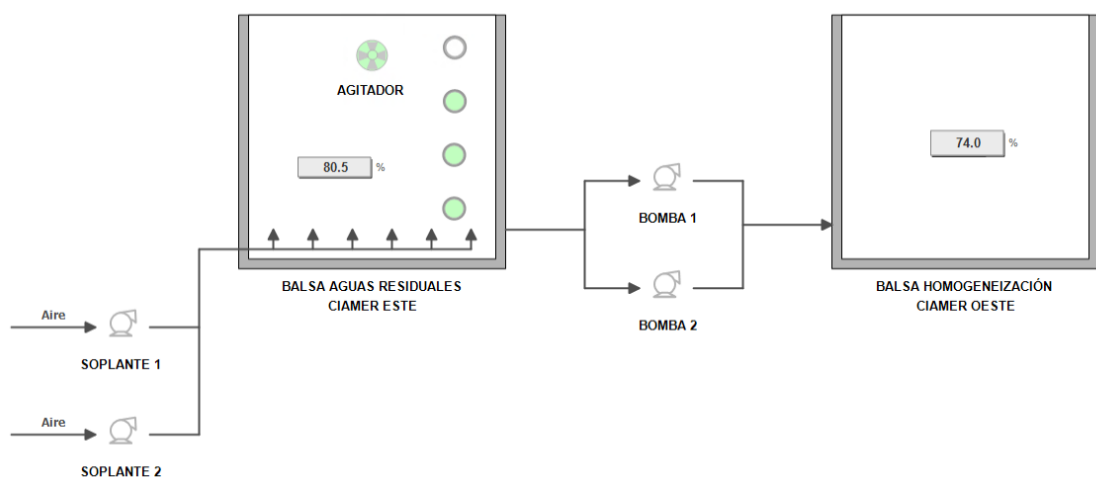 AGITADOR
80.5 %
74.0 %
BOMBA 1
BALSA AGUAS RESIDUALES
CIAMER ESTE
BALSA HOMOGENEIZACIÓN
CIAMER OESTE
Aire
BOMBA 2
SOPLANTE 1
Aire
SOPLANTE 2